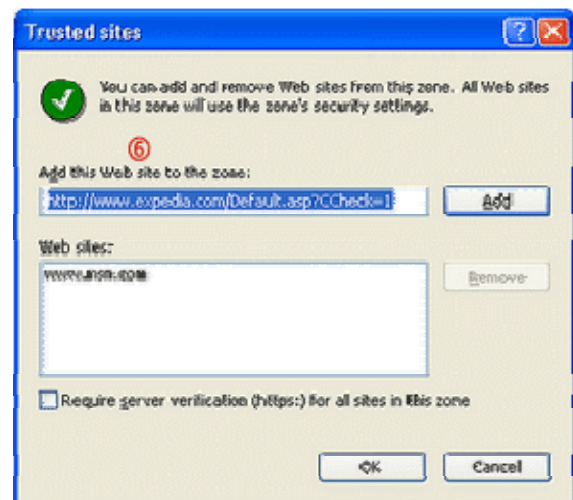 Trusted sites
You can add and remove Web sites from this zone. All Web sites
in this zone will use the zone's security settings.
⑥
Add this Web site to the zone:
http://www.expedia.com/Default.asp?CCheck=1
Add
Web sites:
www.msn.com
Remove
Require server verification (https:) for all sites in this zone
OK
Cancel